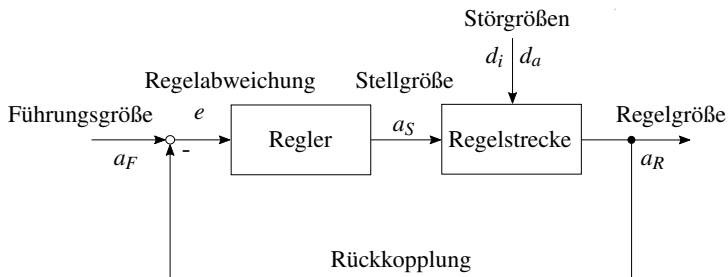 Störgrößen
d_i d_a
Regelabweichung
Stellgröße
Führungsgröße
e
Regler
a_S
Regelstrecke
Regelgröße
a_F
-
a_R
Rückkopplung